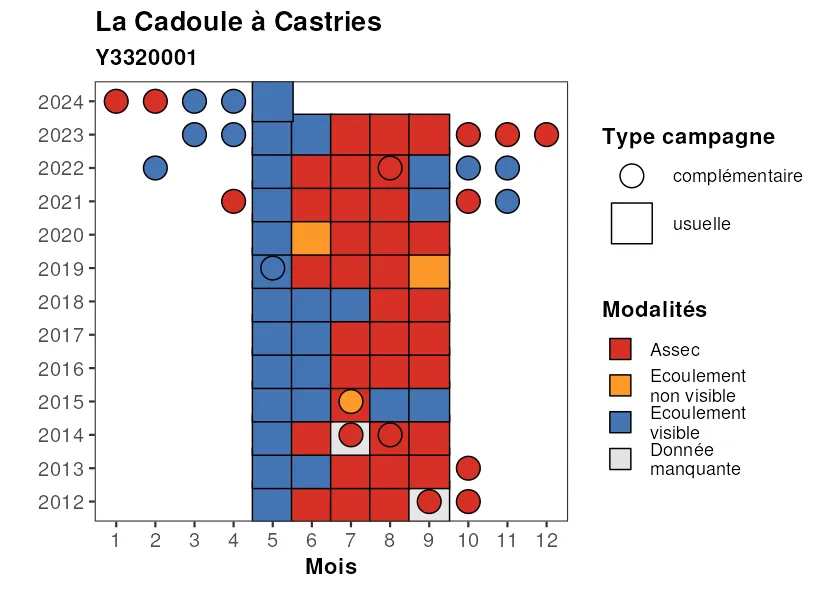 La Cadoule à Castries
Y3320001
2024
2023
2022
2021
2020
2019
2018
2017
2016
2015
2014
2013
2012
1 2 3 4 5 6 7 8 9 10 11 12
Mois
Type campagne
complémentaire
usuelle
Modalités
Assec
Ecoulement
non visible
Ecoulement
visible
Donnée
manquante